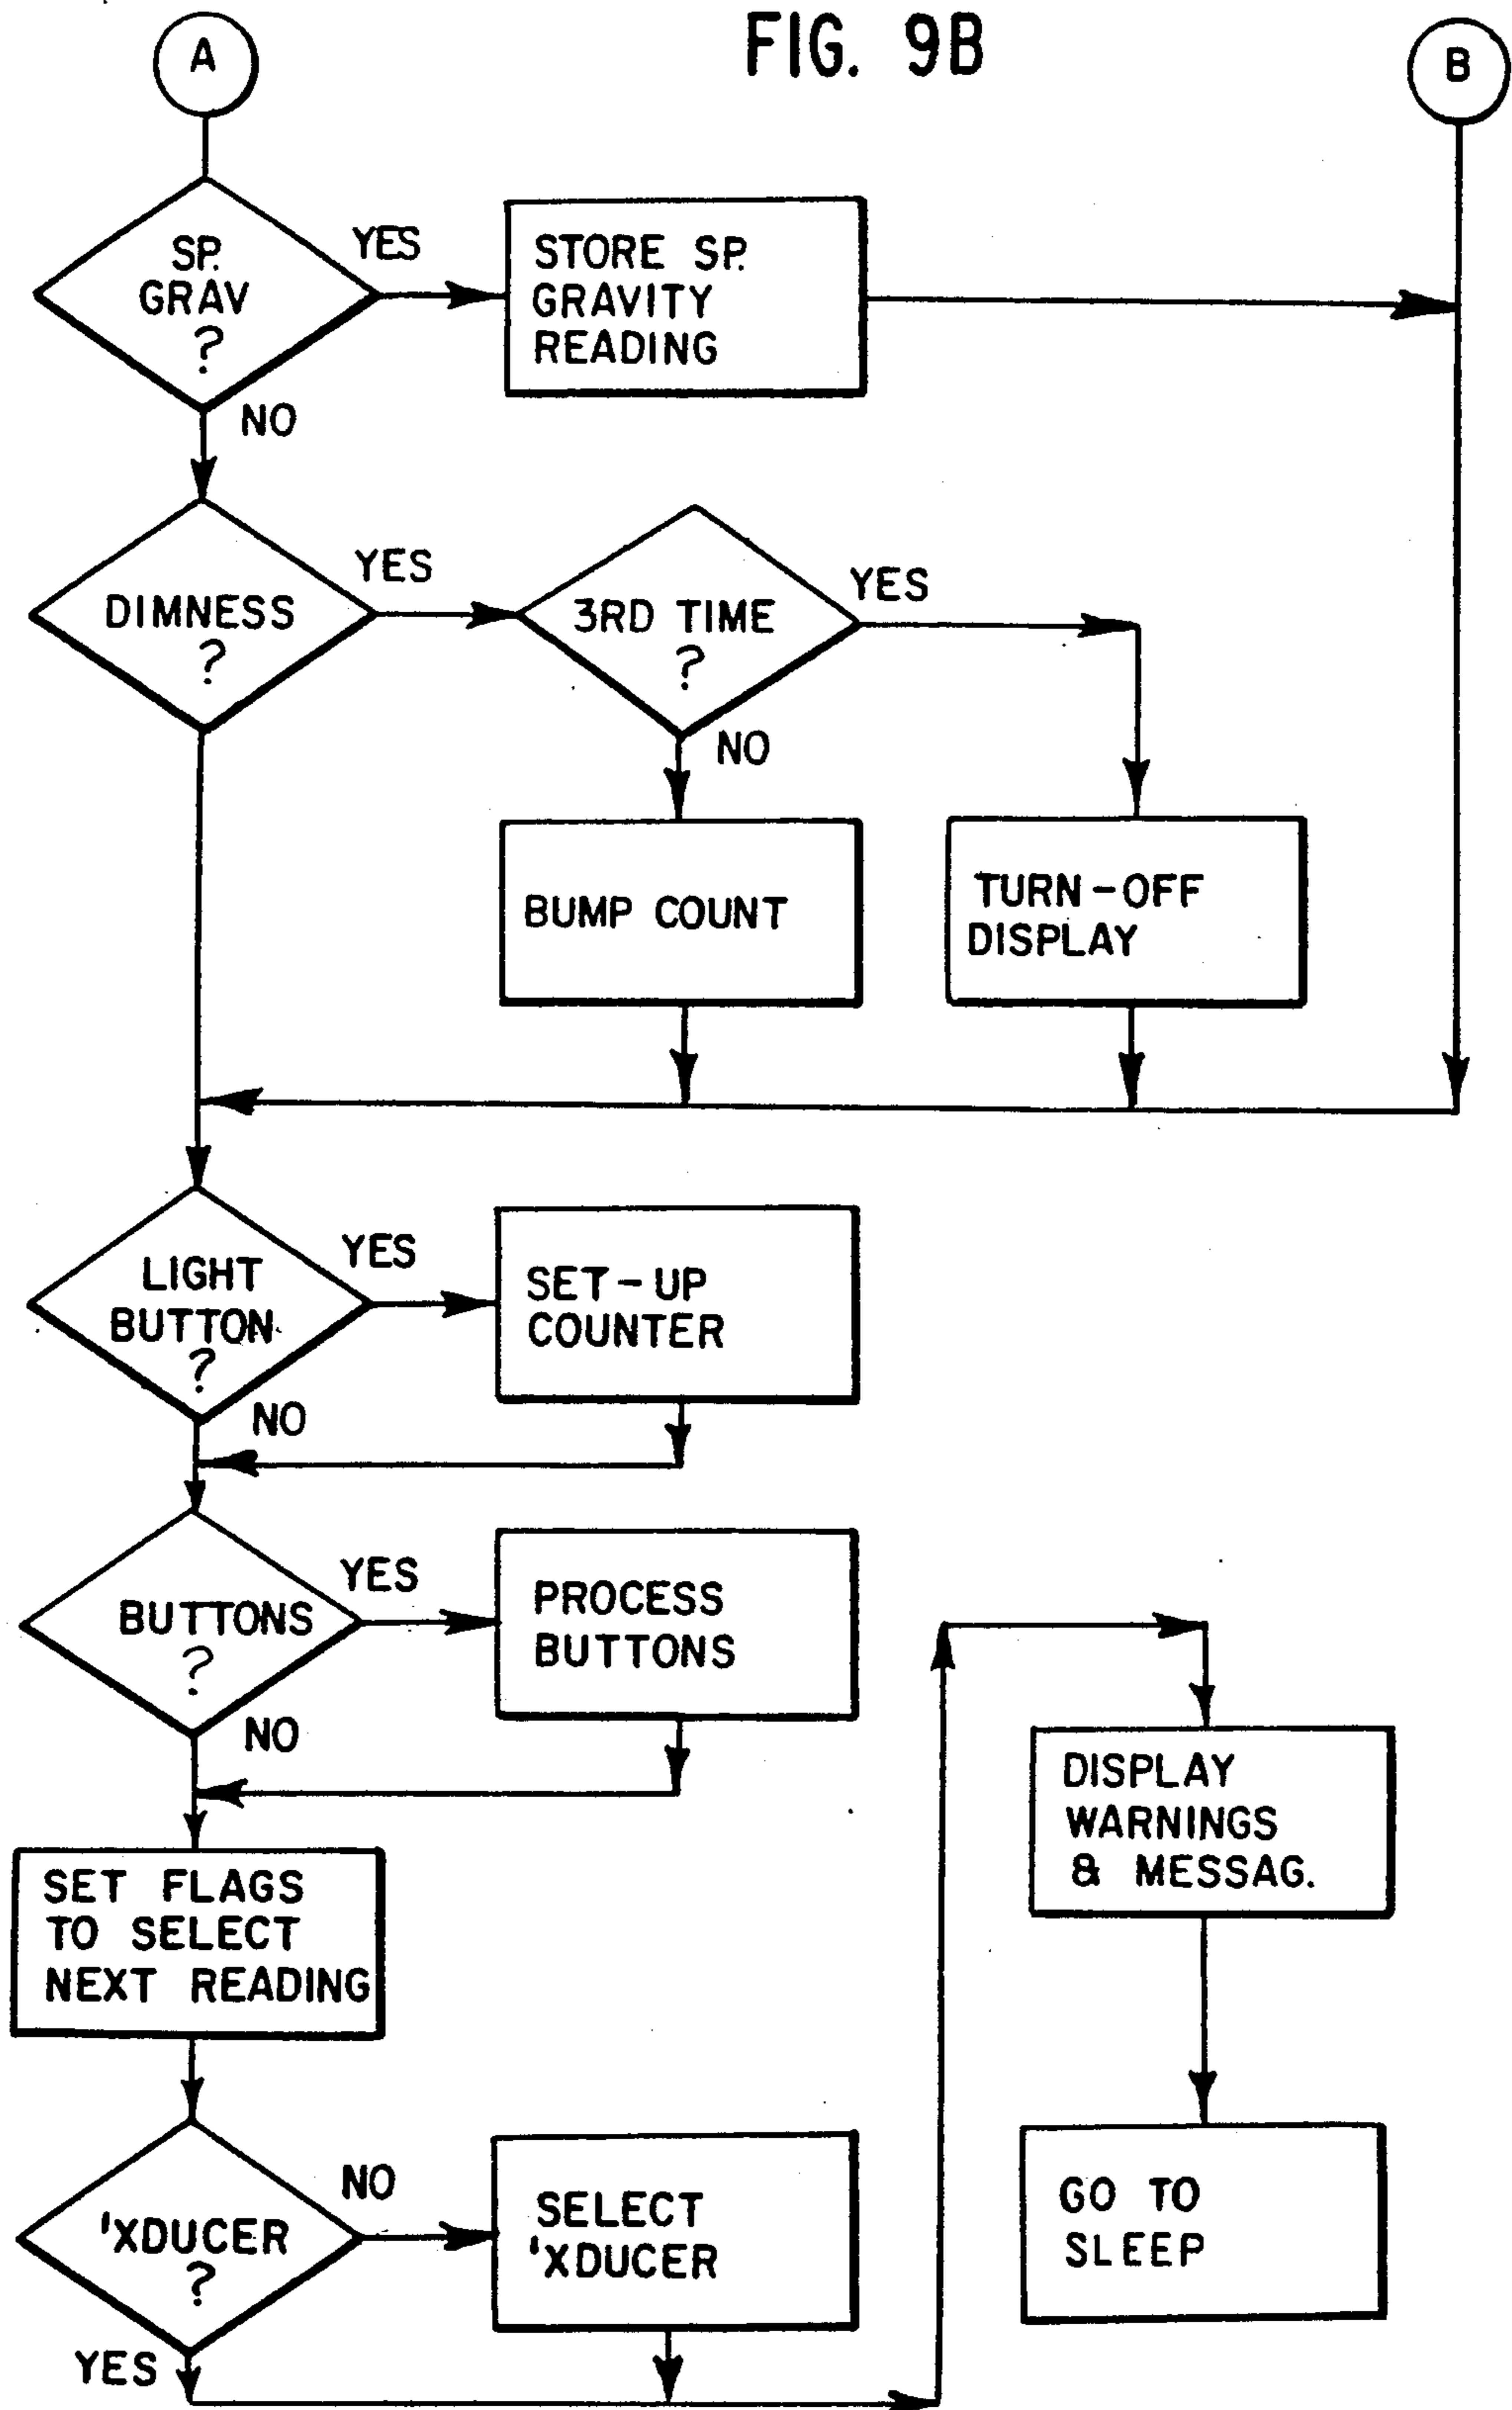 FIG. 9B
A
B
SP.
GRAV
?
YES
NO
STORE SP.
GRAVITY
READING
DIMNESS
?
YES
3RD TIME
?
YES
NO
BUMP COUNT
TURN-OFF
DISPLAY
LIGHT
BUTTON
?
YES
NO
SET-UP
COUNTER
BUTTONS
?
YES
NO
PROCESS
BUTTONS
SET FLAGS
TO SELECT
NEXT READING
'XDUCER
?
NO
YES
SELECT
'XDUCER
DISPLAY
WARNINGS
& MESSAG.
GO TO
SLEEP